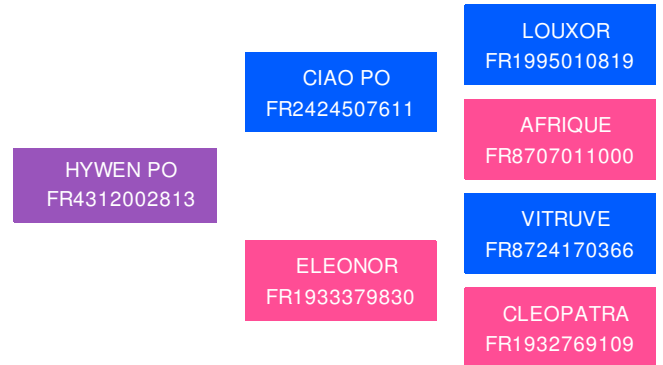 HYWEN PO
FR4312002813
CIAO PO
FR2424507611
ELEONOR
FR1933379830
LOUXOR
FR1995010819
AFRIQUE
FR8707011000
VITRUVE
FR8724170366
CLEOPATRA
FR1932769109